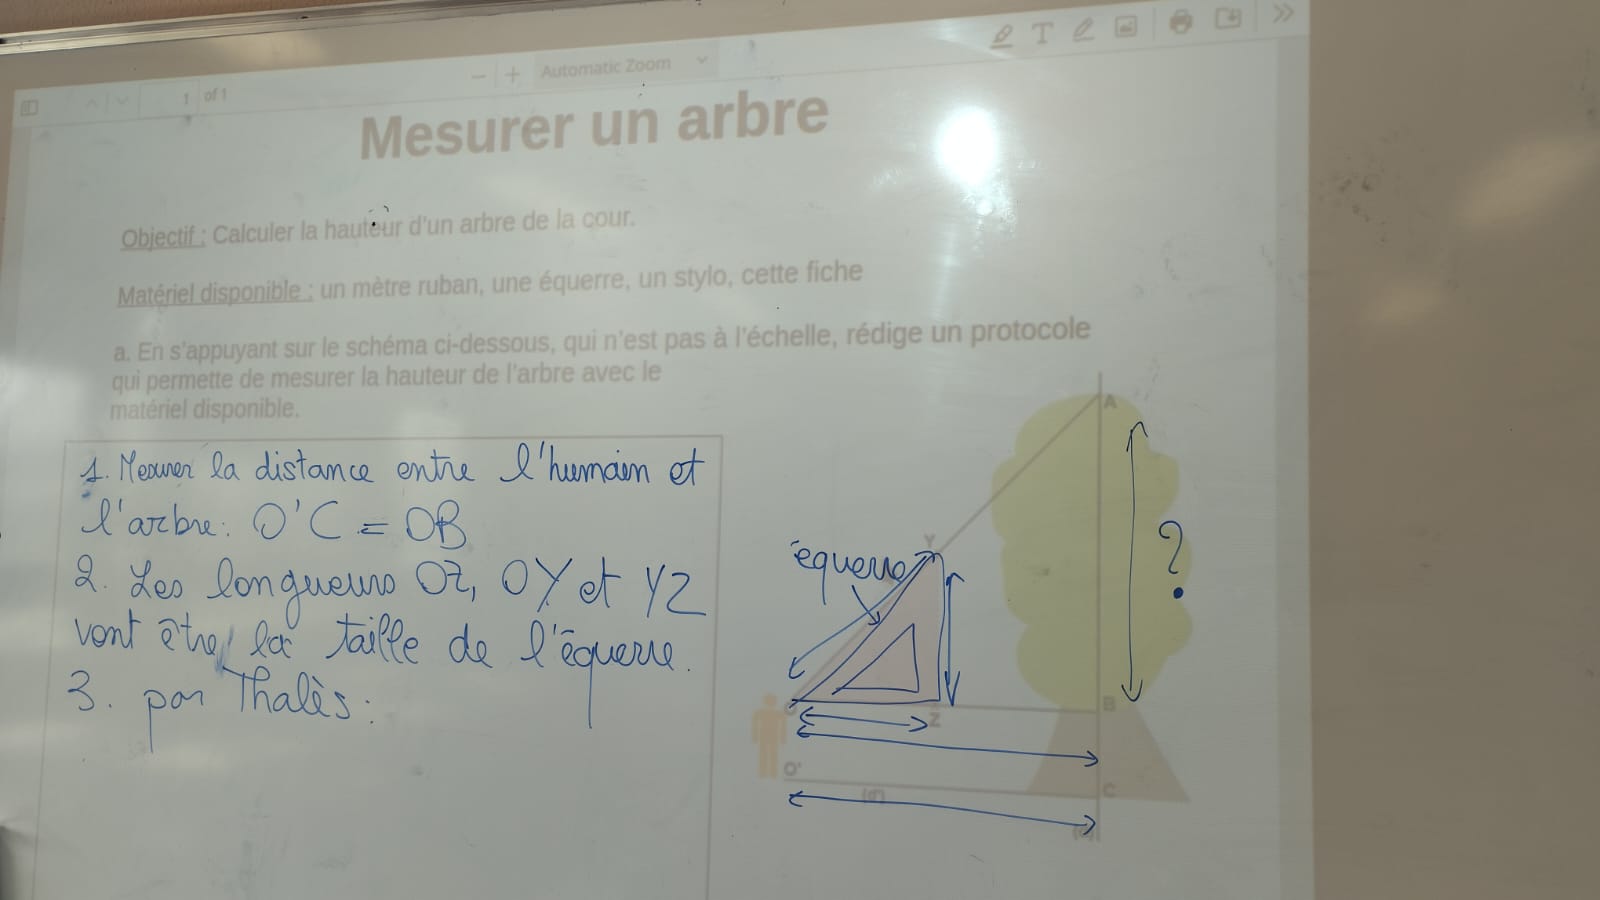 1 of 1
Automatic Zoom
Mesurer un arbre
Objectif : Calculer la hauteur d'un arbre de la cour.
Matériel disponible : un mètre ruban, une équerre, un stylo, cette fiche
a. En s'appuyant sur le schéma ci-dessous, qui n'est pas à l'échelle, rédige un protocole
qui permette de mesurer la hauteur de l'arbre avec le
matériel disponible.
1. Mesurer la distance entre l'humain et
l'arbre: O'C = OB
2. Les longueurs OZ, OY et YZ
vont être la taille de l'équerre.
3. par Thalès:
A
Y
équerre
?
Z
B
O'
C